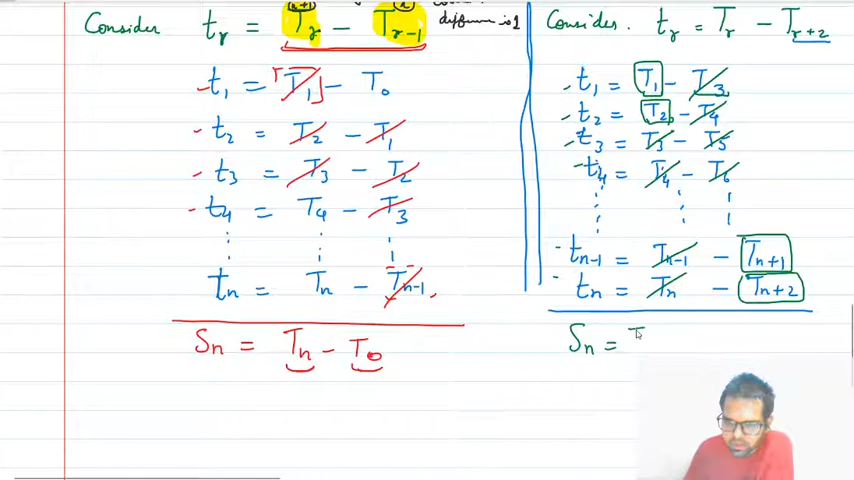 Consider t_r = T_r − T_{r−1}
(n+1) (n)
difference is 1
t_1 = T_1 − T_0
t_2 = T_2 − T_1
t_3 = T_3 − T_2
t_4 = T_4 − T_3
t_n = T_n − T_{n−1},
S_n = T_n − T_0
Consider. t_r = T_r − T_{r+2}
t_1 = T_1 − T_3
t_2 = T_2 − T_4
t_3 = T_3 − T_5
t_4 = T_4 − T_6
t_{n−1} = T_{n−1} − T_{n+1}
t_n = T_n − T_{n+2}
S_n = T